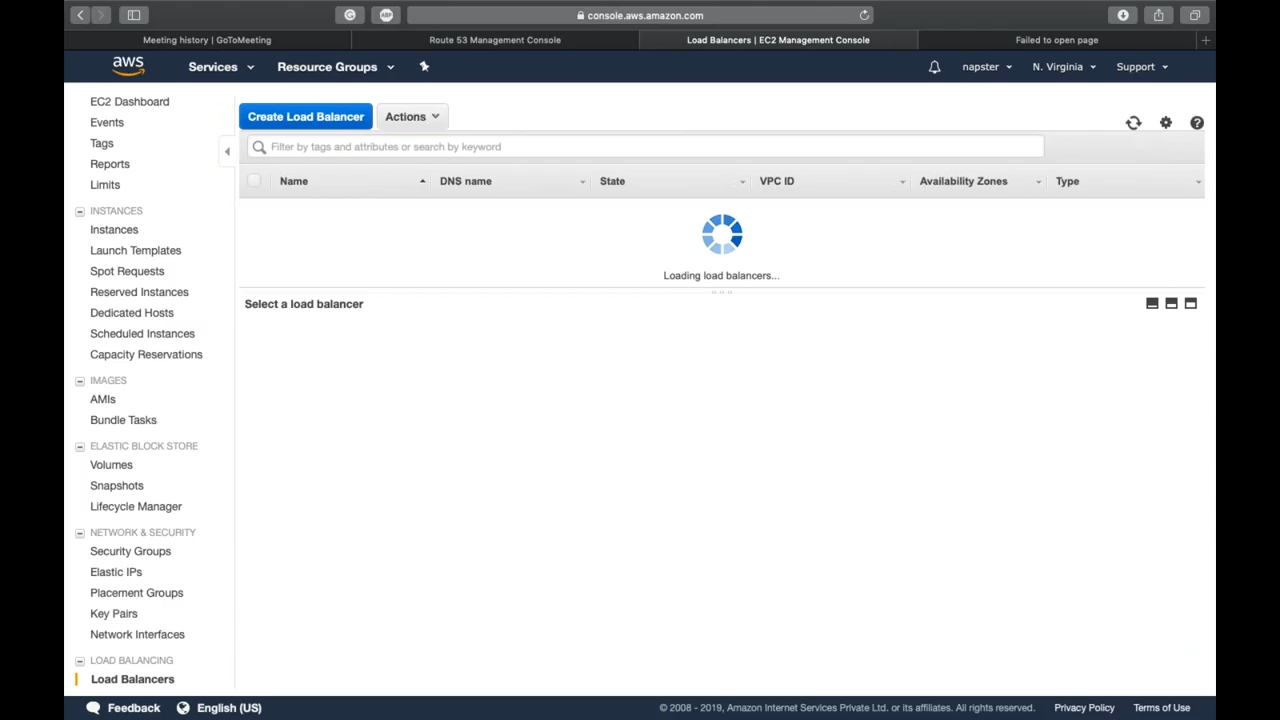 console.aws.amazon.com
Meeting history | GoToMeeting
Route 53 Management Console
Load Balancers | EC2 Management Console
Failed to open page
aws
Services
Resource Groups
napster
N. Virginia
Support
EC2 Dashboard
Events
Tags
Reports
Limits
INSTANCES
Instances
Launch Templates
Spot Requests
Reserved Instances
Dedicated Hosts
Scheduled Instances
Capacity Reservations
IMAGES
AMIs
Bundle Tasks
ELASTIC BLOCK STORE
Volumes
Snapshots
Lifecycle Manager
NETWORK & SECURITY
Security Groups
Elastic IPs
Placement Groups
Key Pairs
Network Interfaces
LOAD BALANCING
Load Balancers
Create Load Balancer
Actions
Filter by tags and attributes or search by keyword
Name
DNS name
State
VPC ID
Availability Zones
Type
Loading load balancers...
Select a load balancer
Feedback
English (US)
© 2008 - 2019, Amazon Internet Services Private Ltd. or its affiliates. All rights reserved.
Privacy Policy
Terms of Use